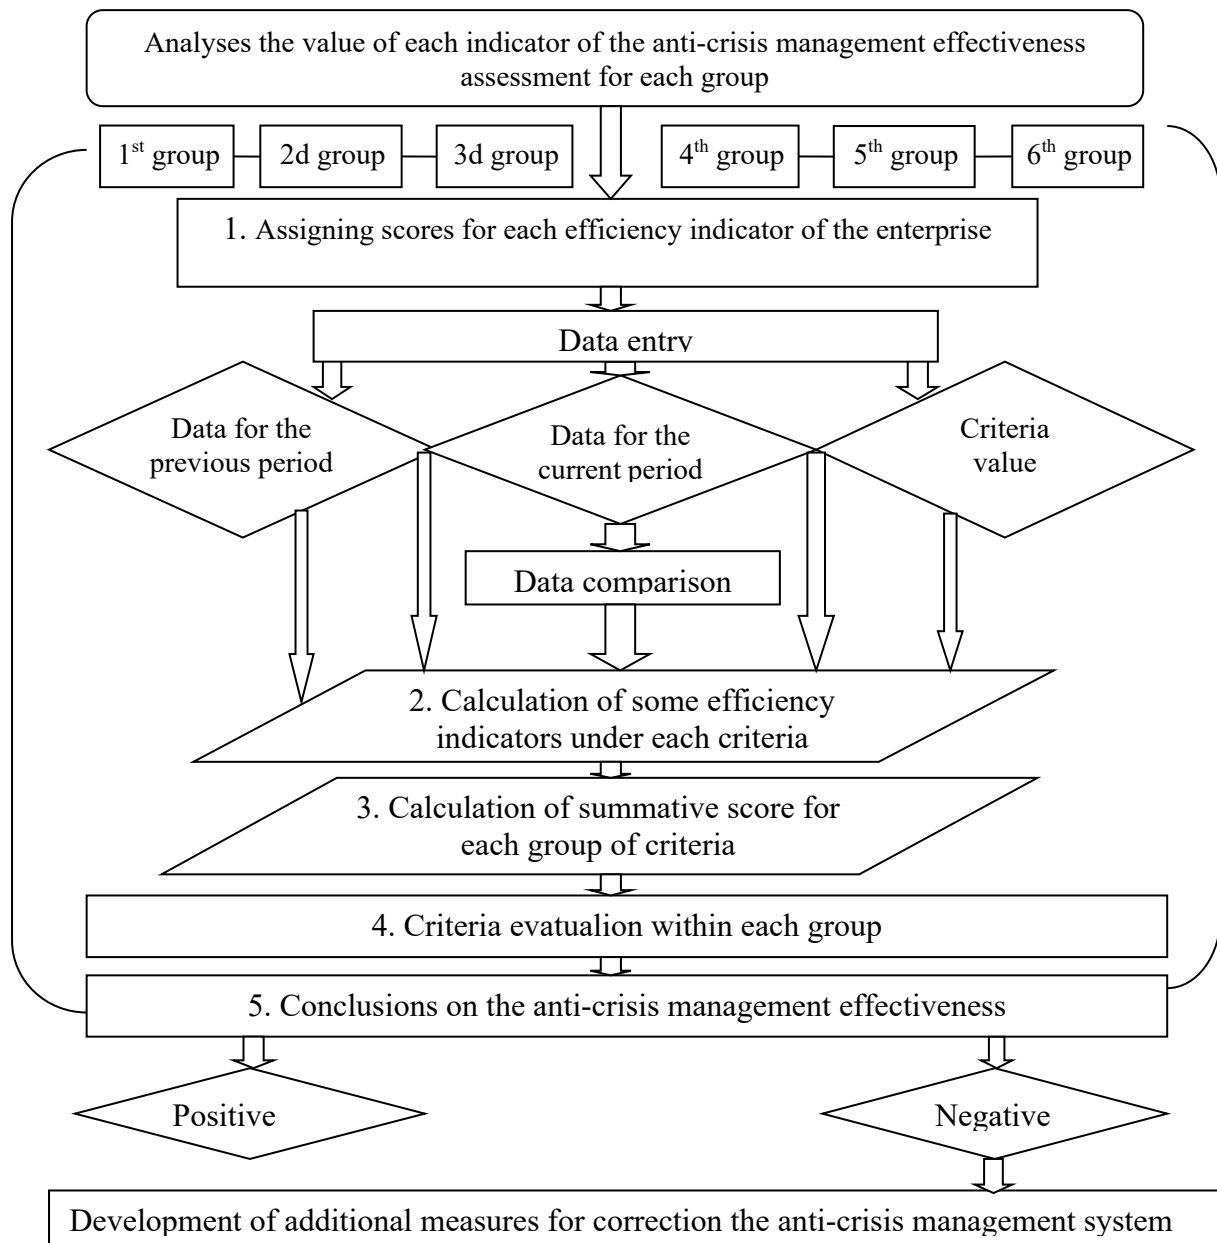 Analyses the value of each indicator of the anti-crisis management effectiveness
assessment for each group
1st group
2d group
3d group
4th group
5th group
6th group
1. Assigning scores for each efficiency indicator of the enterprise
Data entry
Data for the
previous period
Data for the
current period
Criteria
value
Data comparison
2. Calculation of some efficiency
indicators under each criteria
3. Calculation of summative score for
each group of criteria
4. Criteria evatualion within each group
5. Conclusions on the anti-crisis management effectiveness
Positive
Negative
Development of additional measures for correction the anti-crisis management system